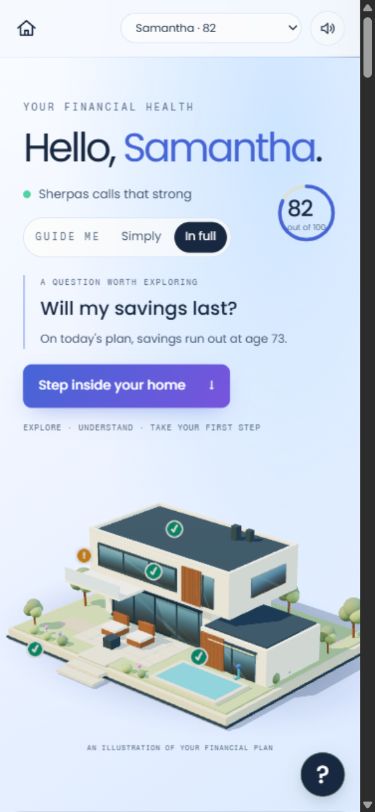 Samantha · 82
YOUR FINANCIAL HEALTH
Hello, Samantha.
Sherpas calls that strong
82
out of 100
GUIDE ME Simply In full
A QUESTION WORTH EXPLORING
Will my savings last?
On today's plan, savings run out at age 73.
Step inside your home ↓
EXPLORE · UNDERSTAND · TAKE YOUR FIRST STEP
!
AN ILLUSTRATION OF YOUR FINANCIAL PLAN
?